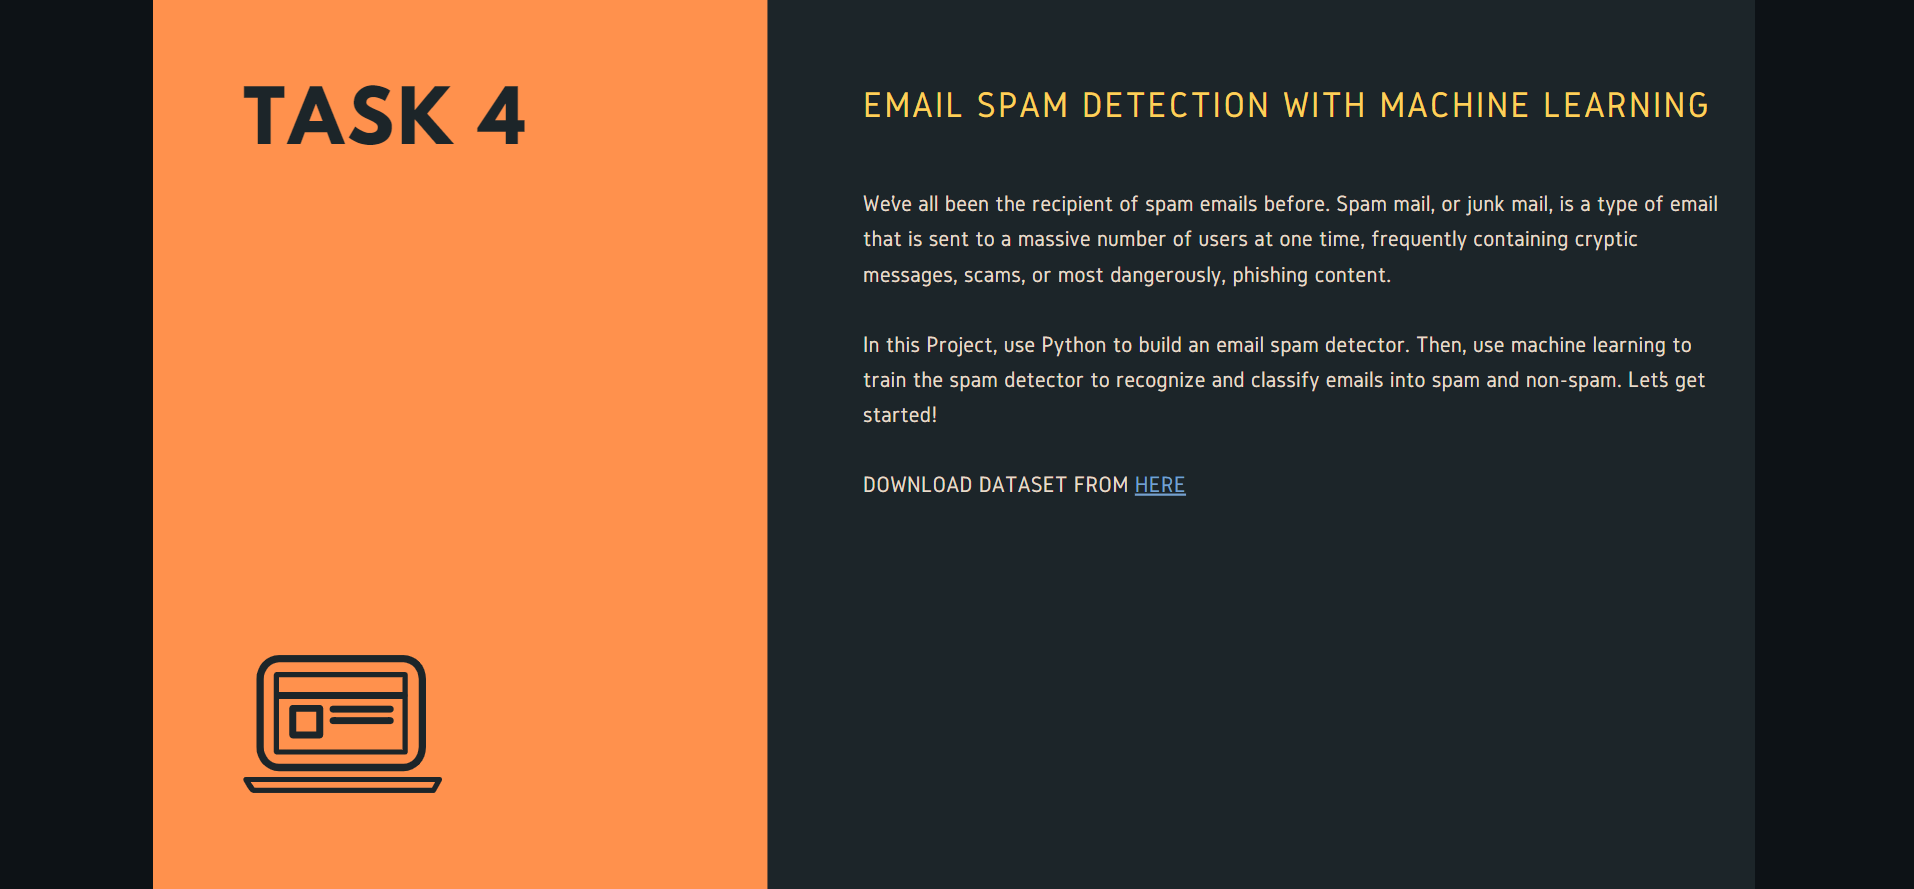 TASK 4
EMAIL SPAM DETECTION WITH MACHINE LEARNING
We've all been the recipient of spam emails before. Spam mail, or junk mail, is a type of email
that is sent to a massive number of users at one time, frequently containing cryptic
messages, scams, or most dangerously, phishing content.
In this Project, use Python to build an email spam detector. Then, use machine learning to
train the spam detector to recognize and classify emails into spam and non-spam. Let's get
started!
DOWNLOAD DATASET FROM HERE